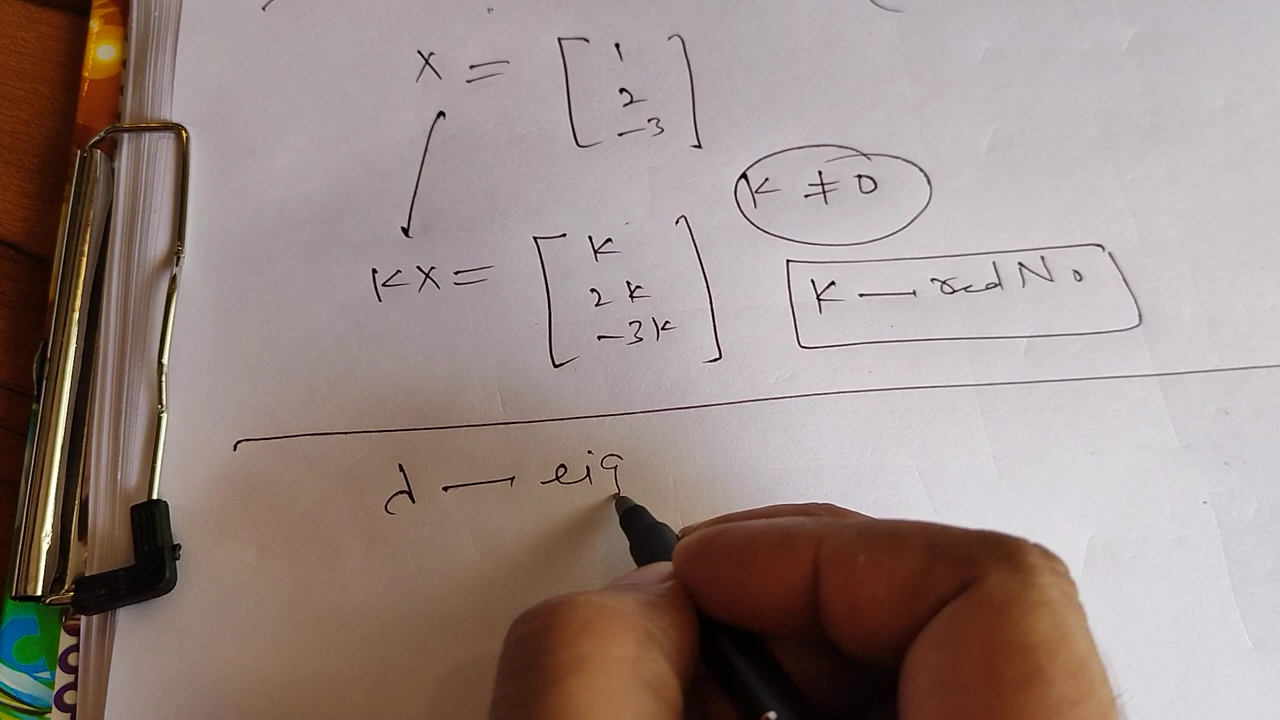 X = [ 1
2
-3 ]
K ≠ 0
KX = [ K
2K
-3K ]
K — real No
λ — eig